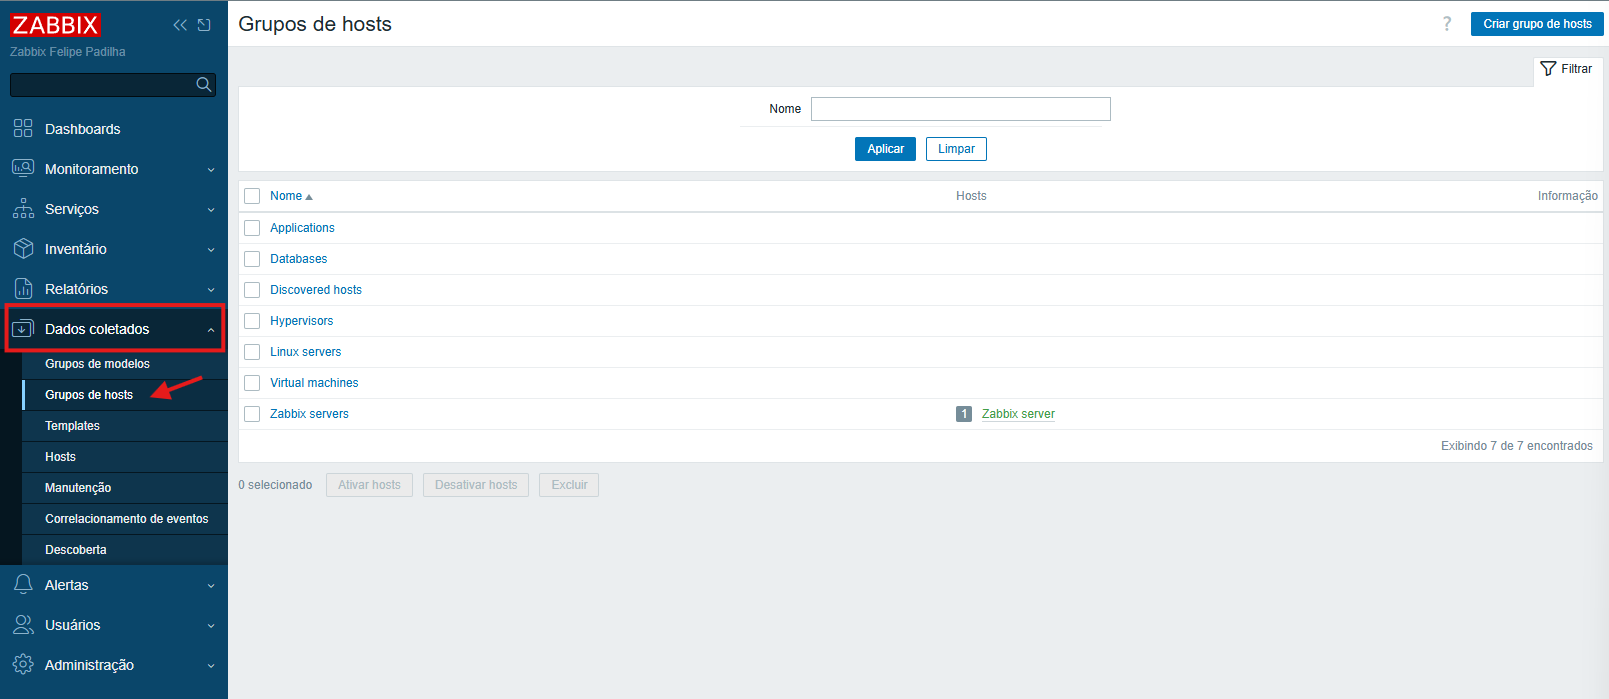 ZABBIX
Zabbix Felipe Padilha
Dashboards
Monitoramento
Serviços
Inventário
Relatórios
Dados coletados
Grupos de modelos
Grupos de hosts
Templates
Hosts
Manutenção
Correlacionamento de eventos
Descoberta
Alertas
Usuários
Administração
Grupos de hosts
? Criar grupo de hosts
Filtrar
Nome
Aplicar Limpar
Nome Hosts Informação
Applications
Databases
Discovered hosts
Hypervisors
Linux servers
Virtual machines
Zabbix servers 1 Zabbix server
Exibindo 7 de 7 encontrados
0 selecionado Ativar hosts Desativar hosts Excluir